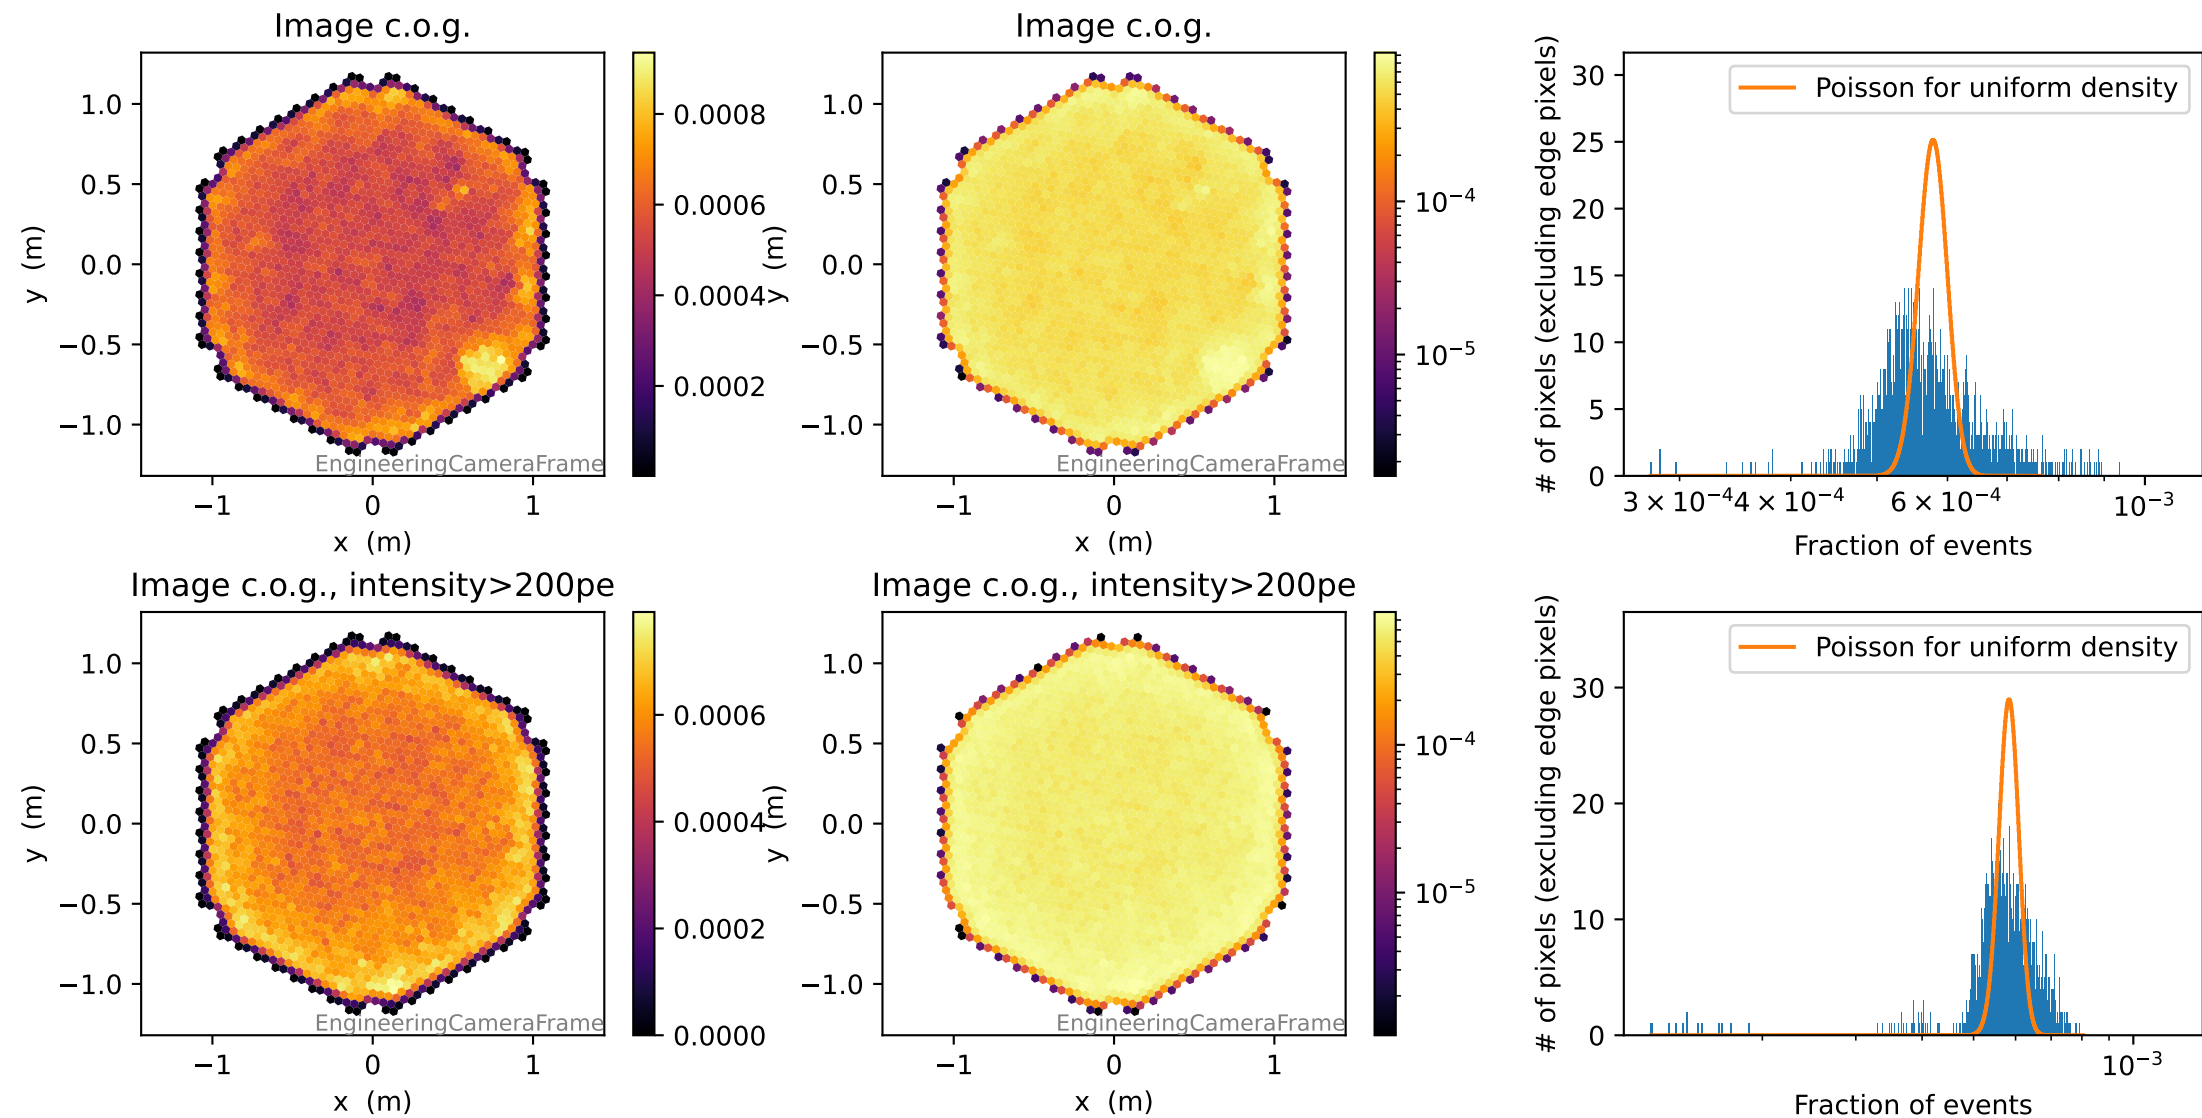 Image c.o.g.
1.0
0.5
0.0
−0.5
−1.0
y (m)
−1
0
1
x (m)
EngineeringCameraFrame
0.0008
0.0006
0.0004
0.0002
Image c.o.g.
1.0
0.5
0.0
−0.5
−1.0
y (m)
−1
0
1
x (m)
EngineeringCameraFrame
10⁻⁴
10⁻⁵
30
25
20
15
10
5
0
# of pixels (excluding edge pixels)
Poisson for uniform density
3 × 10⁻⁴
4 × 10⁻⁴
6 × 10⁻⁴
10⁻³
Fraction of events
Image c.o.g., intensity>200pe
1.0
0.5
0.0
−0.5
−1.0
y (m)
−1
0
1
x (m)
EngineeringCameraFrame
0.0006
0.0004
0.0002
0.0000
Image c.o.g., intensity>200pe
1.0
0.5
0.0
−0.5
−1.0
y (m)
−1
0
1
x (m)
EngineeringCameraFrame
10⁻⁴
10⁻⁵
30
20
10
0
# of pixels (excluding edge pixels)
Poisson for uniform density
10⁻³
Fraction of events